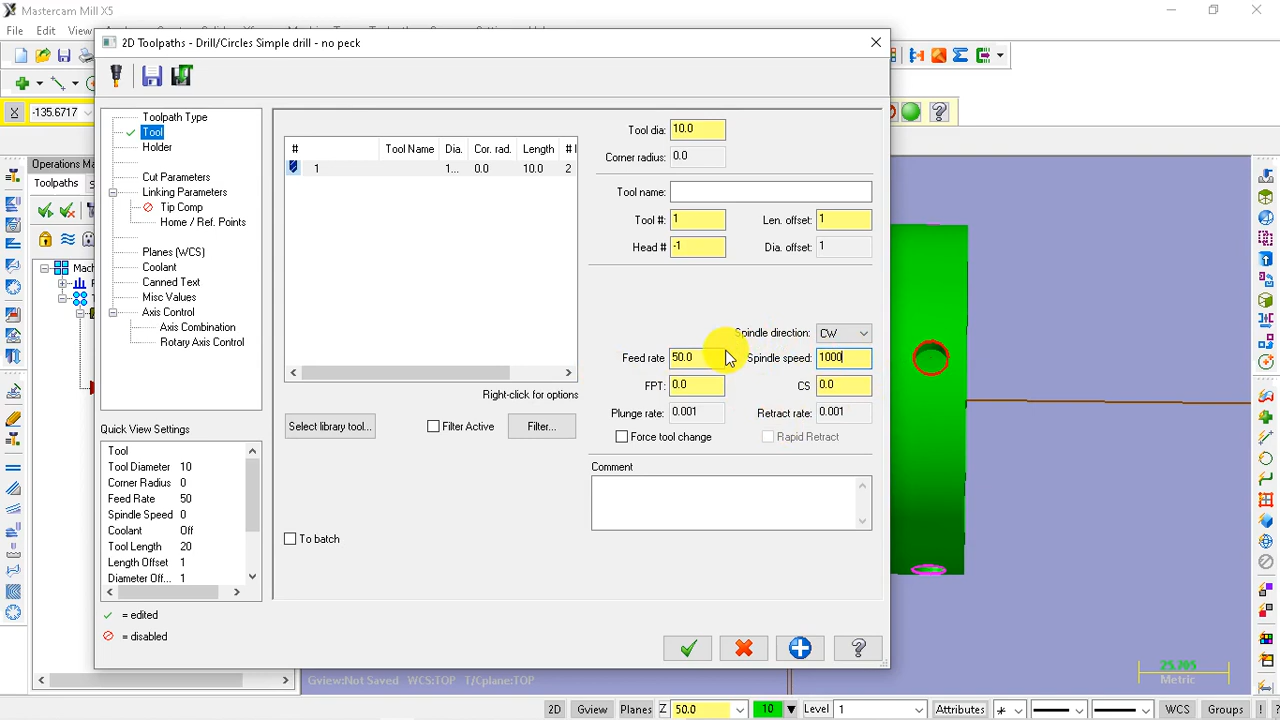 Mastercam Mill X5
File Edit View
2D Toolpaths - Drill/Circles Simple drill - no peck
-135.6717
Operations Ma
Toolpaths S
Mach
Toolpath Type
Tool
Holder
Cut Parameters
Linking Parameters
Tip Comp
Home / Ref. Points
Planes (WCS)
Coolant
Canned Text
Misc Values
Axis Control
Axis Combination
Rotary Axis Control
Quick View Settings
Tool
Tool Diameter 10
Corner Radius 0
Feed Rate 50
Spindle Speed 0
Coolant Off
Tool Length 20
Length Offset 1
Diameter Off... 1
= edited
= disabled
# Tool Name Dia. Cor. rad. Length # 
1 1... 0.0 10.0 2
Right-click for options
Select library tool...
Filter Active
Filter...
To batch
Tool dia: 10.0
Corner radius: 0.0
Tool name:
Tool #: 1 Len. offset: 1
Head # -1 Dia. offset: 1
Spindle direction: CW
Feed rate 50.0 Spindle speed: 1000
FPT: 0.0 CS 0.0
Plunge rate: 0.001 Retract rate: 0.001
Force tool change Rapid Retract
Comment
25.705
Metric
Gview:Not Saved WCS:TOP T/Cplane:TOP
2D Gview Planes Z 50.0 10 Level 1 Attributes WCS Groups ?